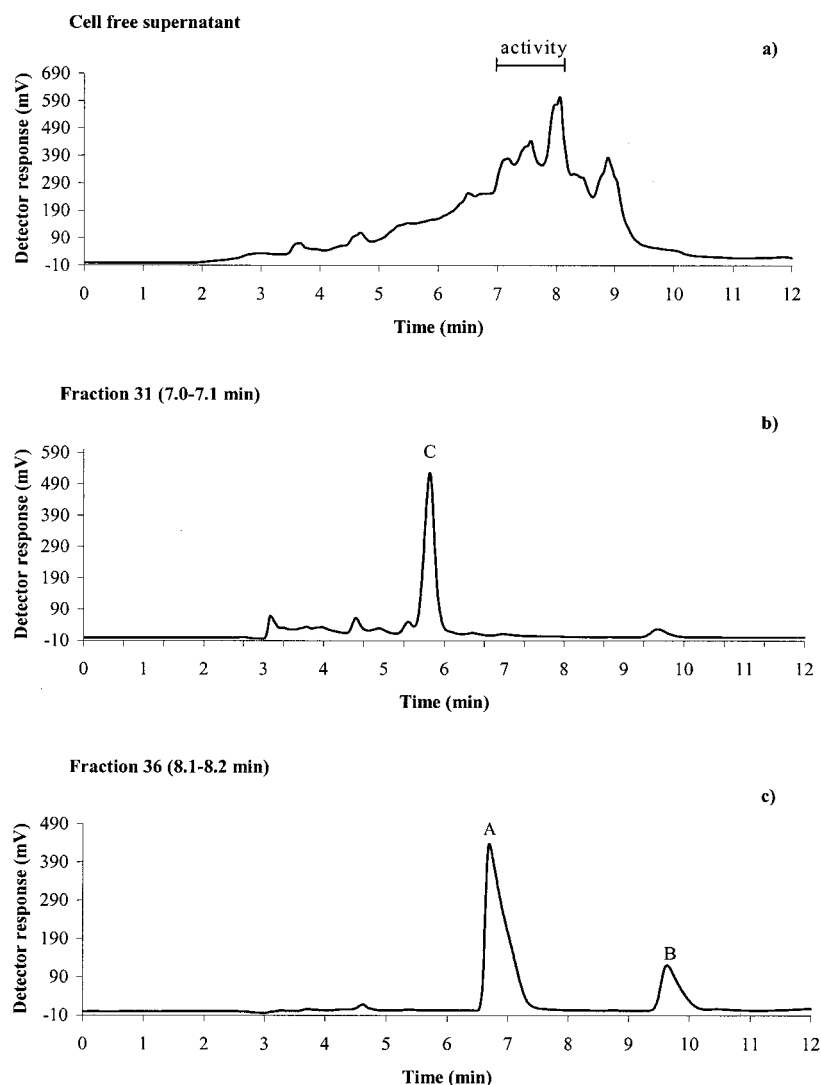 Cell free supernatant
a)
activity
Detector response (mV)
690
590
490
390
290
190
90
-10
0 1 2 3 4 5 6 7 8 9 10 11 12
Time (min)
Fraction 31 (7.0-7.1 min)
b)
C
Detector response (mV)
590
490
390
290
190
90
-10
0 1 2 3 4 5 6 7 8 9 10 11 12
Time (min)
Fraction 36 (8.1-8.2 min)
c)
A
B
Detector response (mV)
490
390
290
190
90
-10
0 1 2 3 4 5 6 7 8 9 10 11 12
Time (min)